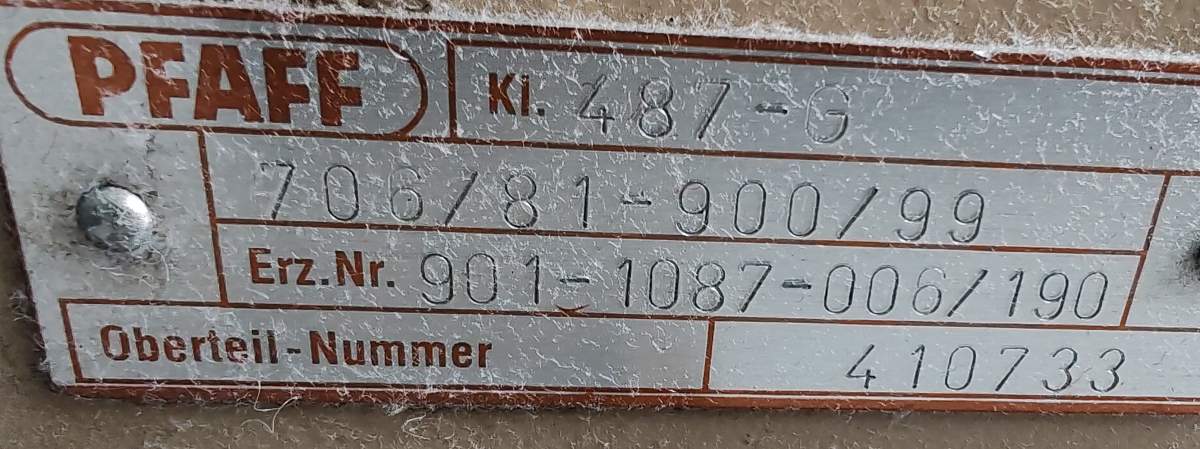 PFAFF Kl. 487-G
706/81-900/99
Erz.Nr. 901-1087-006/190
Oberteil-Nummer 410733